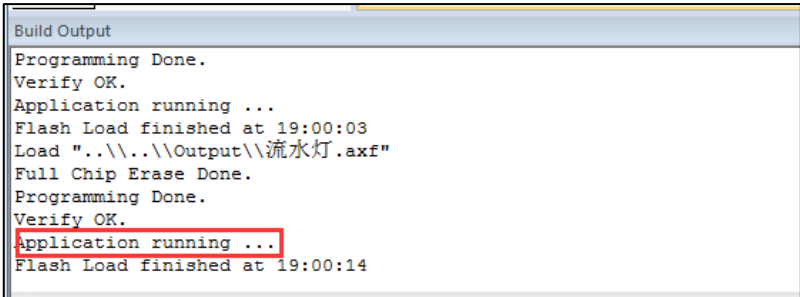 Build Output
Programming Done.
Verify OK.
Application running ...
Flash Load finished at 19:00:03
Load "..\\..\\Output\\流水灯.axf"
Full Chip Erase Done.
Programming Done.
Verify OK.
Application running ...
Flash Load finished at 19:00:14